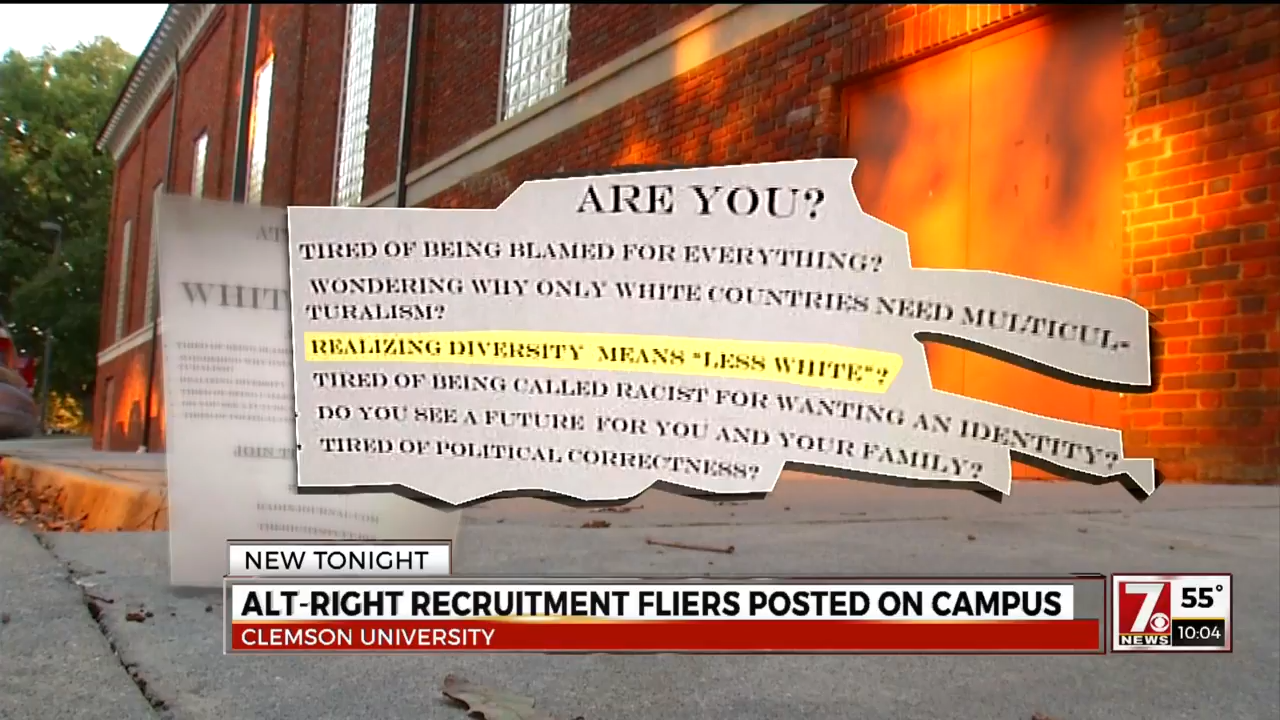 ARE YOU?
TIRED OF BEING BLAMED FOR EVERYTHING?
WONDERING WHY ONLY WHITE COUNTRIES NEED MULTICUL-
TURALISM?
REALIZING DIVERSITY MEANS "LESS WHITE"?
TIRED OF BEING CALLED RACIST FOR WANTING AN IDENTITY?
DO YOU SEE A FUTURE FOR YOU AND YOUR FAMILY?
TIRED OF POLITICAL CORRECTNESS?
WHIT
JOIN T
NEW TONIGHT
ALT-RIGHT RECRUITMENT FLIERS POSTED ON CAMPUS
CLEMSON UNIVERSITY
7
NEWS
55°
10:04